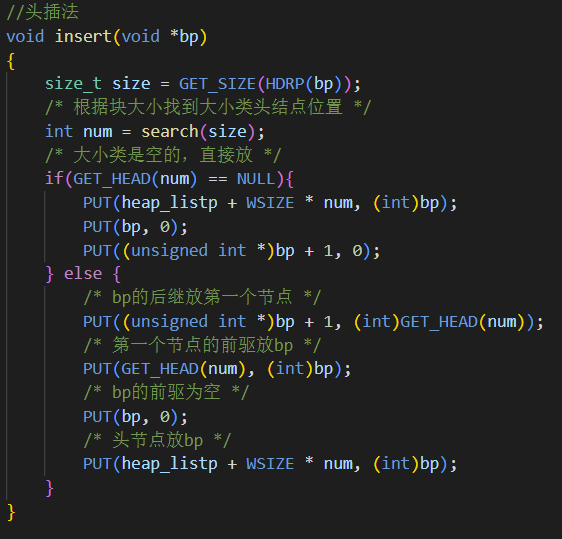 //头插法
void insert(void *bp)
{
    size_t size = GET_SIZE(HDRP(bp));
    /* 根据块大小找到大小类头结点位置 */
    int num = search(size);
    /* 大小类是空的，直接放 */
    if(GET_HEAD(num) == NULL){
        PUT(heap_listp + WSIZE * num, (int)bp);
        PUT(bp, 0);
        PUT((unsigned int *)bp + 1, 0);
    } else {
        /* bp的后继放第一个节点 */
        PUT((unsigned int *)bp + 1, (int)GET_HEAD(num));
        /* 第一个节点的前驱放bp */
        PUT(GET_HEAD(num), (int)bp);
        /* bp的前驱为空 */
        PUT(bp, 0);
        /* 头节点放bp */
        PUT(heap_listp + WSIZE * num, (int)bp);
    }
}